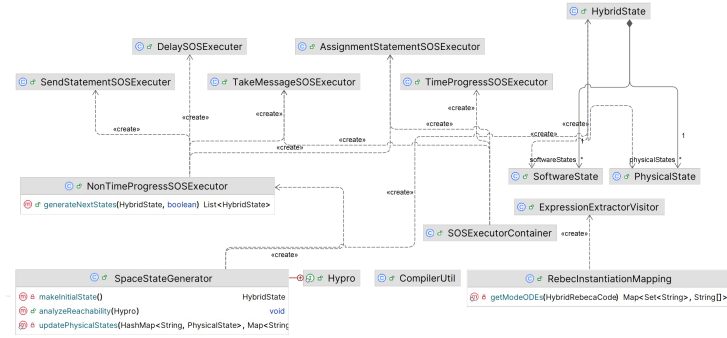 HybridState
DelaySOSExecuter
AssignmentStatementSOSExecutor
SendStatementSOSExecuter
TakeMessageSOSExecutor
TimeProgressSOSExecutor
«create»
«create»
«create»
«create»
«create»
«create»
«create»
«create»
«create»
1
1
softwareStates
*
physicalStates
*
SoftwareState
PhysicalState
NonTimeProgressSOSExecutor
generateNextStates(HybridState, boolean) List<HybridState>
«create»
ExpressionExtractorVisitor
SOSExecutorContainer
«create»
«create»
SpaceStateGenerator
Hypro
CompilerUtil
RebecInstantiationMapping
makeInitialState() HybridState
analyzeReachability(Hypro) void
updatePhysicalStates(HashMap<String, PhysicalState>, Map<String
getModeODEs(HybridRebecaCode) Map<Set<String>, String[]>